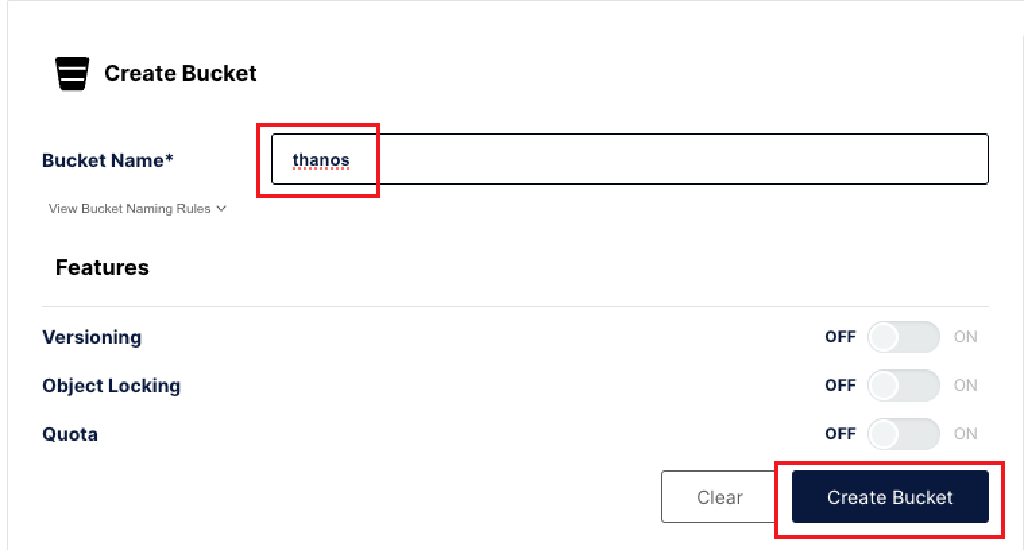 Create Bucket
Bucket Name*
thanos
View Bucket Naming Rules
Features
Versioning OFF ON
Object Locking OFF ON
Quota OFF ON
Clear Create Bucket